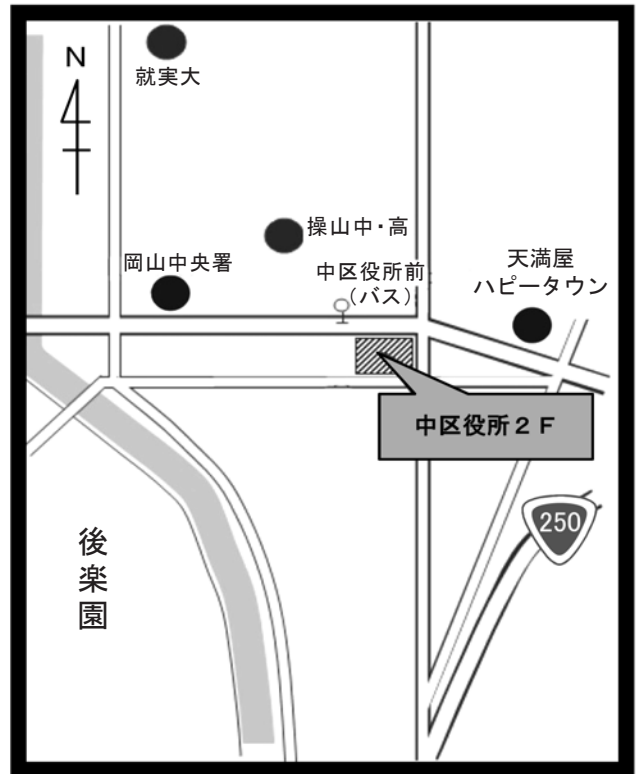 N
就実大
操山中・高
岡山中央署
中区役所前
（バス）
天満屋
ハピータウン
中区役所２Ｆ
250
後楽園